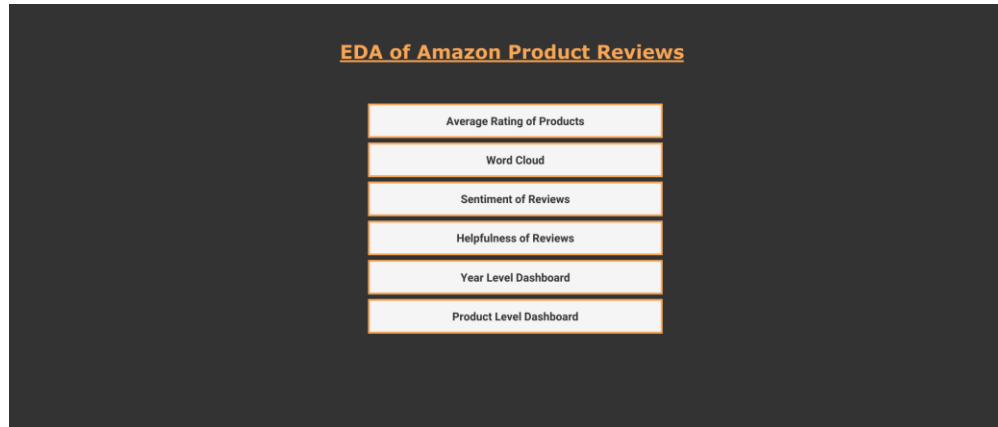 EDA of Amazon Product Reviews
Average Rating of Products
Word Cloud
Sentiment of Reviews
Helpfulness of Reviews
Year Level Dashboard
Product Level Dashboard